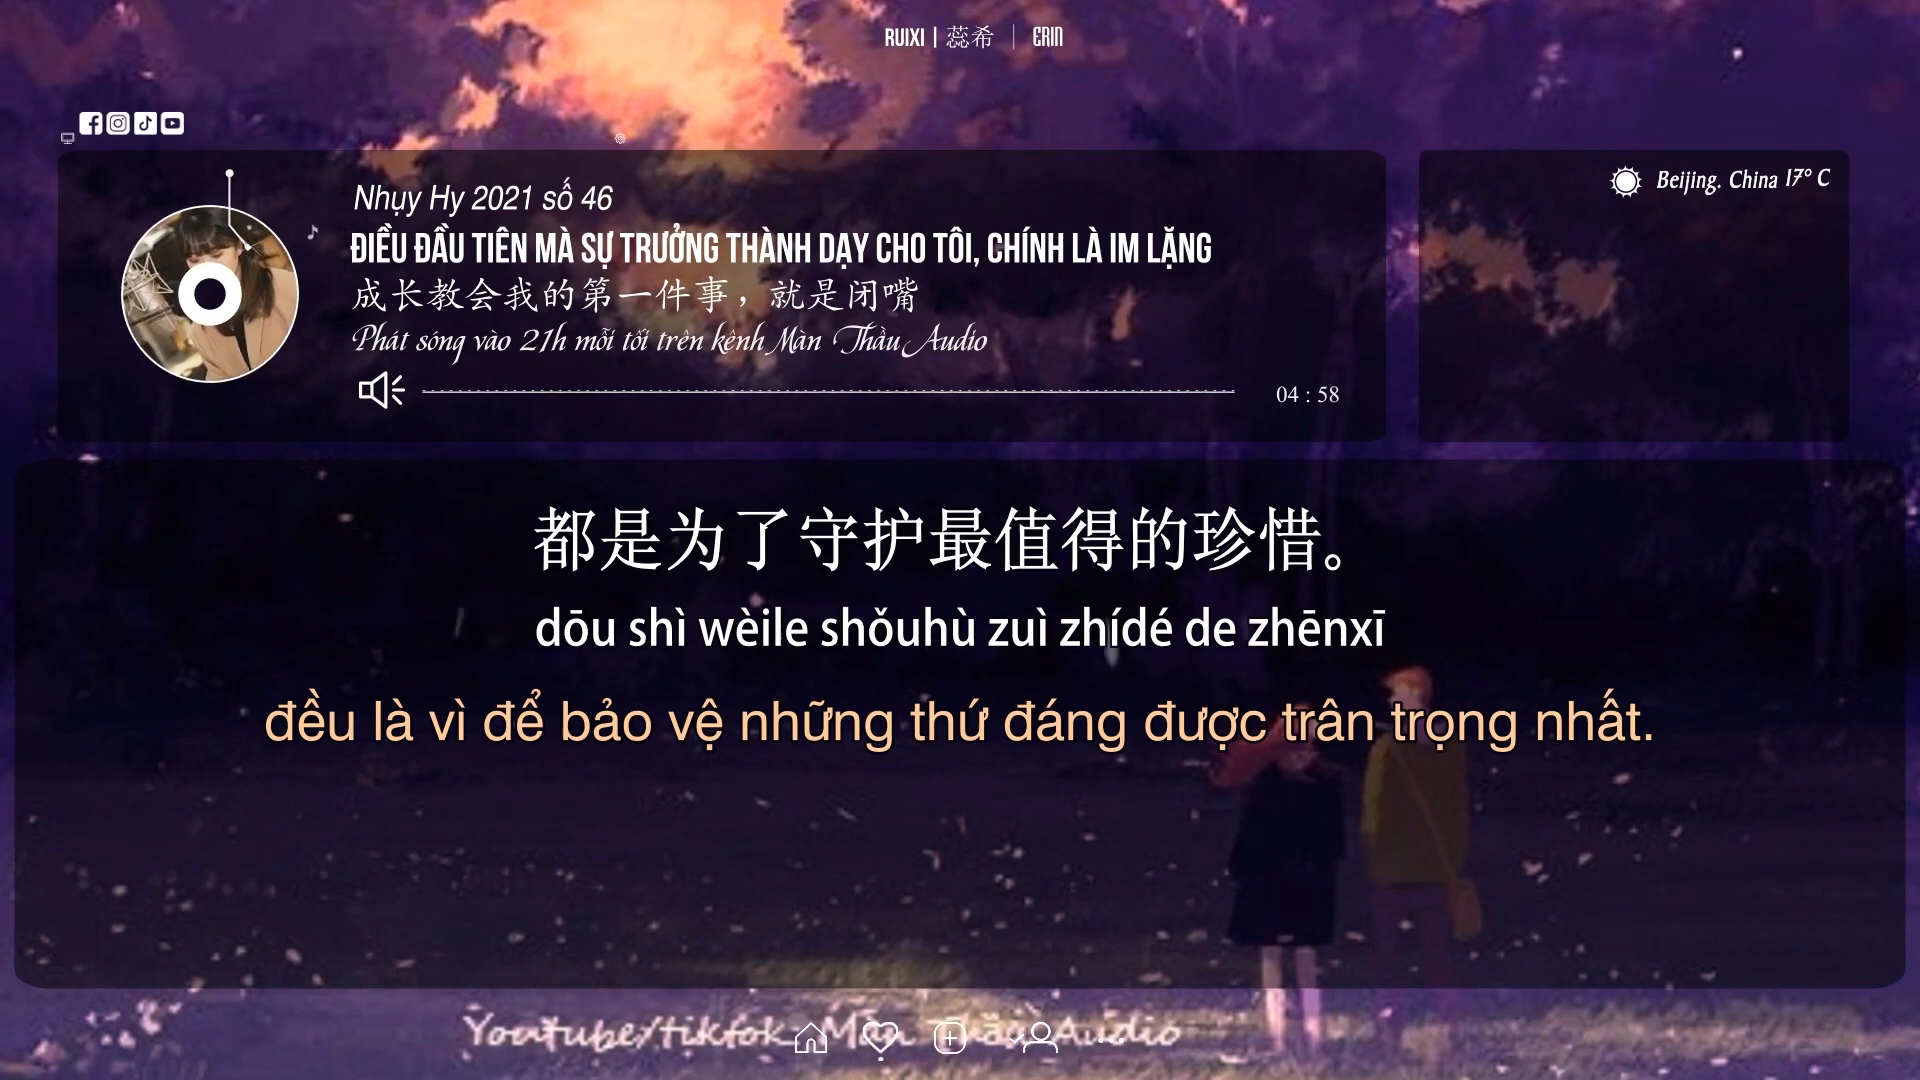 RUIXI | 蕊希 | ERIN
Beijing. China 17° C
Nhụy Hy 2021 số 46
ĐIỀU ĐẦU TIÊN MÀ SỰ TRƯỞNG THÀNH DẠY CHO TÔI, CHÍNH LÀ IM LẶNG
成长教会我的第一件事，就是闭嘴
Phát sóng vào 21h mỗi tối trên kênh Màn Thầu Audio
04 : 58
都是为了守护最值得的珍惜。
dōu shì wèile shǒuhù zuì zhídé de zhēnxī
đều là vì để bảo vệ những thứ đáng được trân trọng nhất.
Youtube/tiktok: Màn Thầu Audio